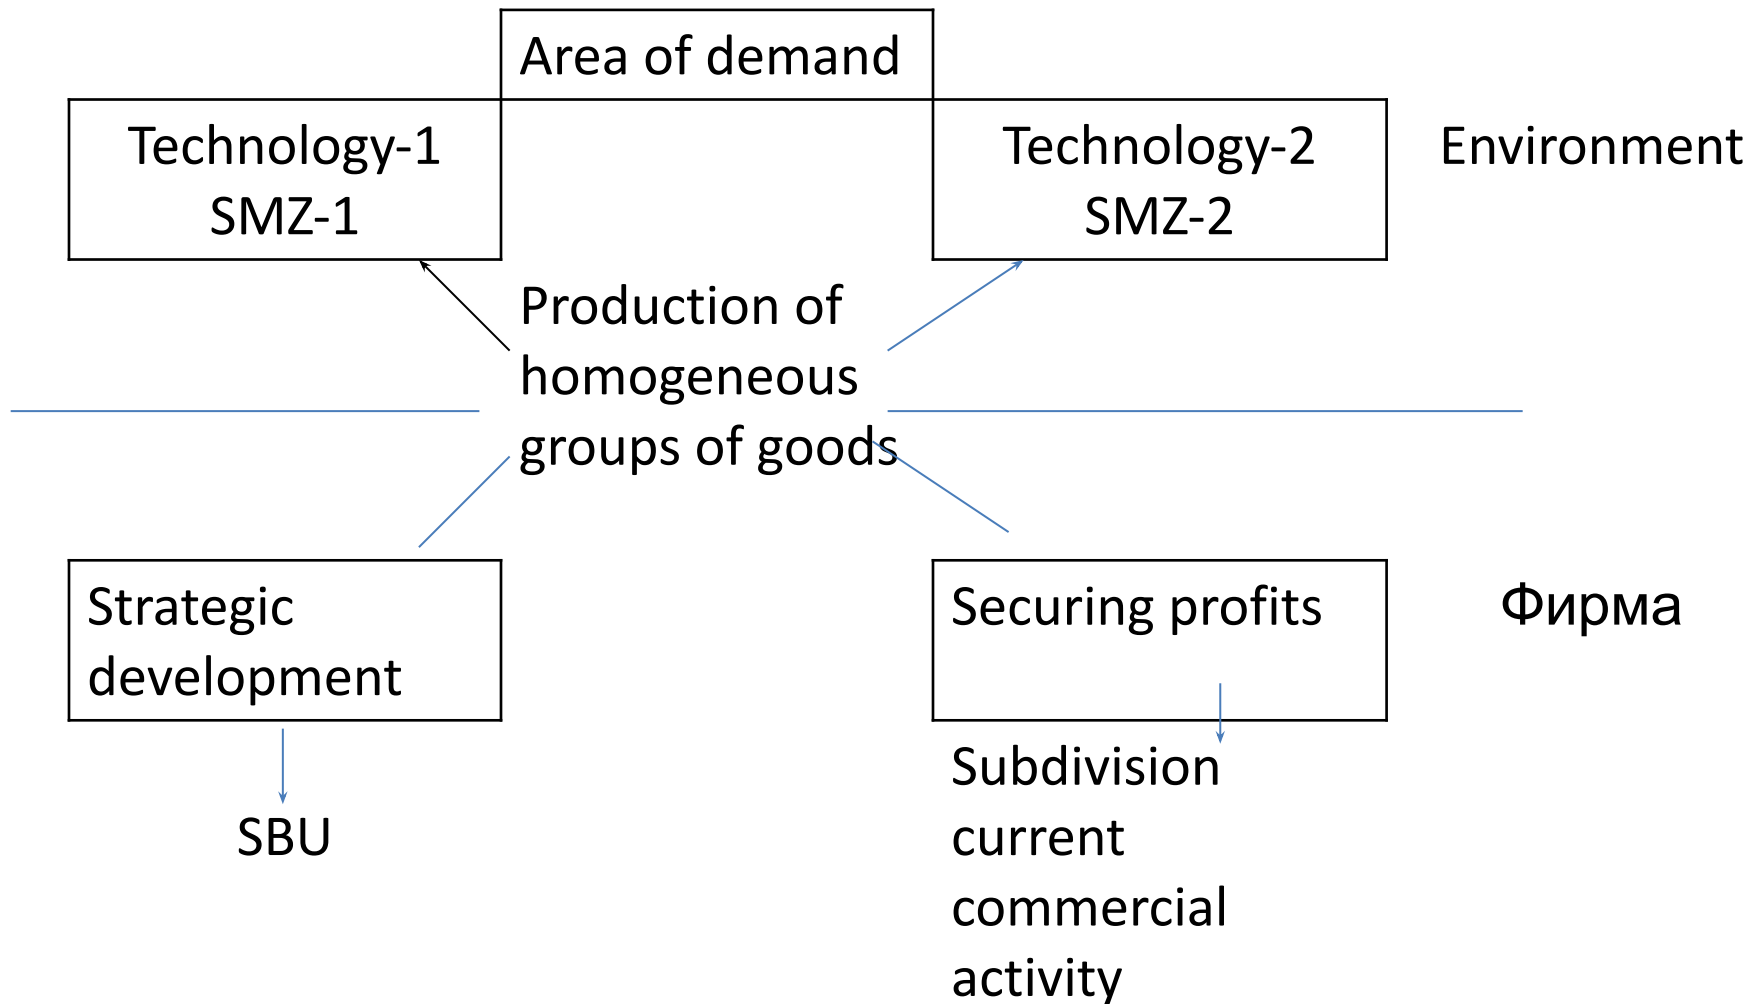 Area of demand
Technology-1
SMZ-1
Technology-2
SMZ-2
Environment
Production of
homogeneous
groups of goods
Strategic
development
Securing profits
Фирма
SBU
Subdivision
current
commercial
activity